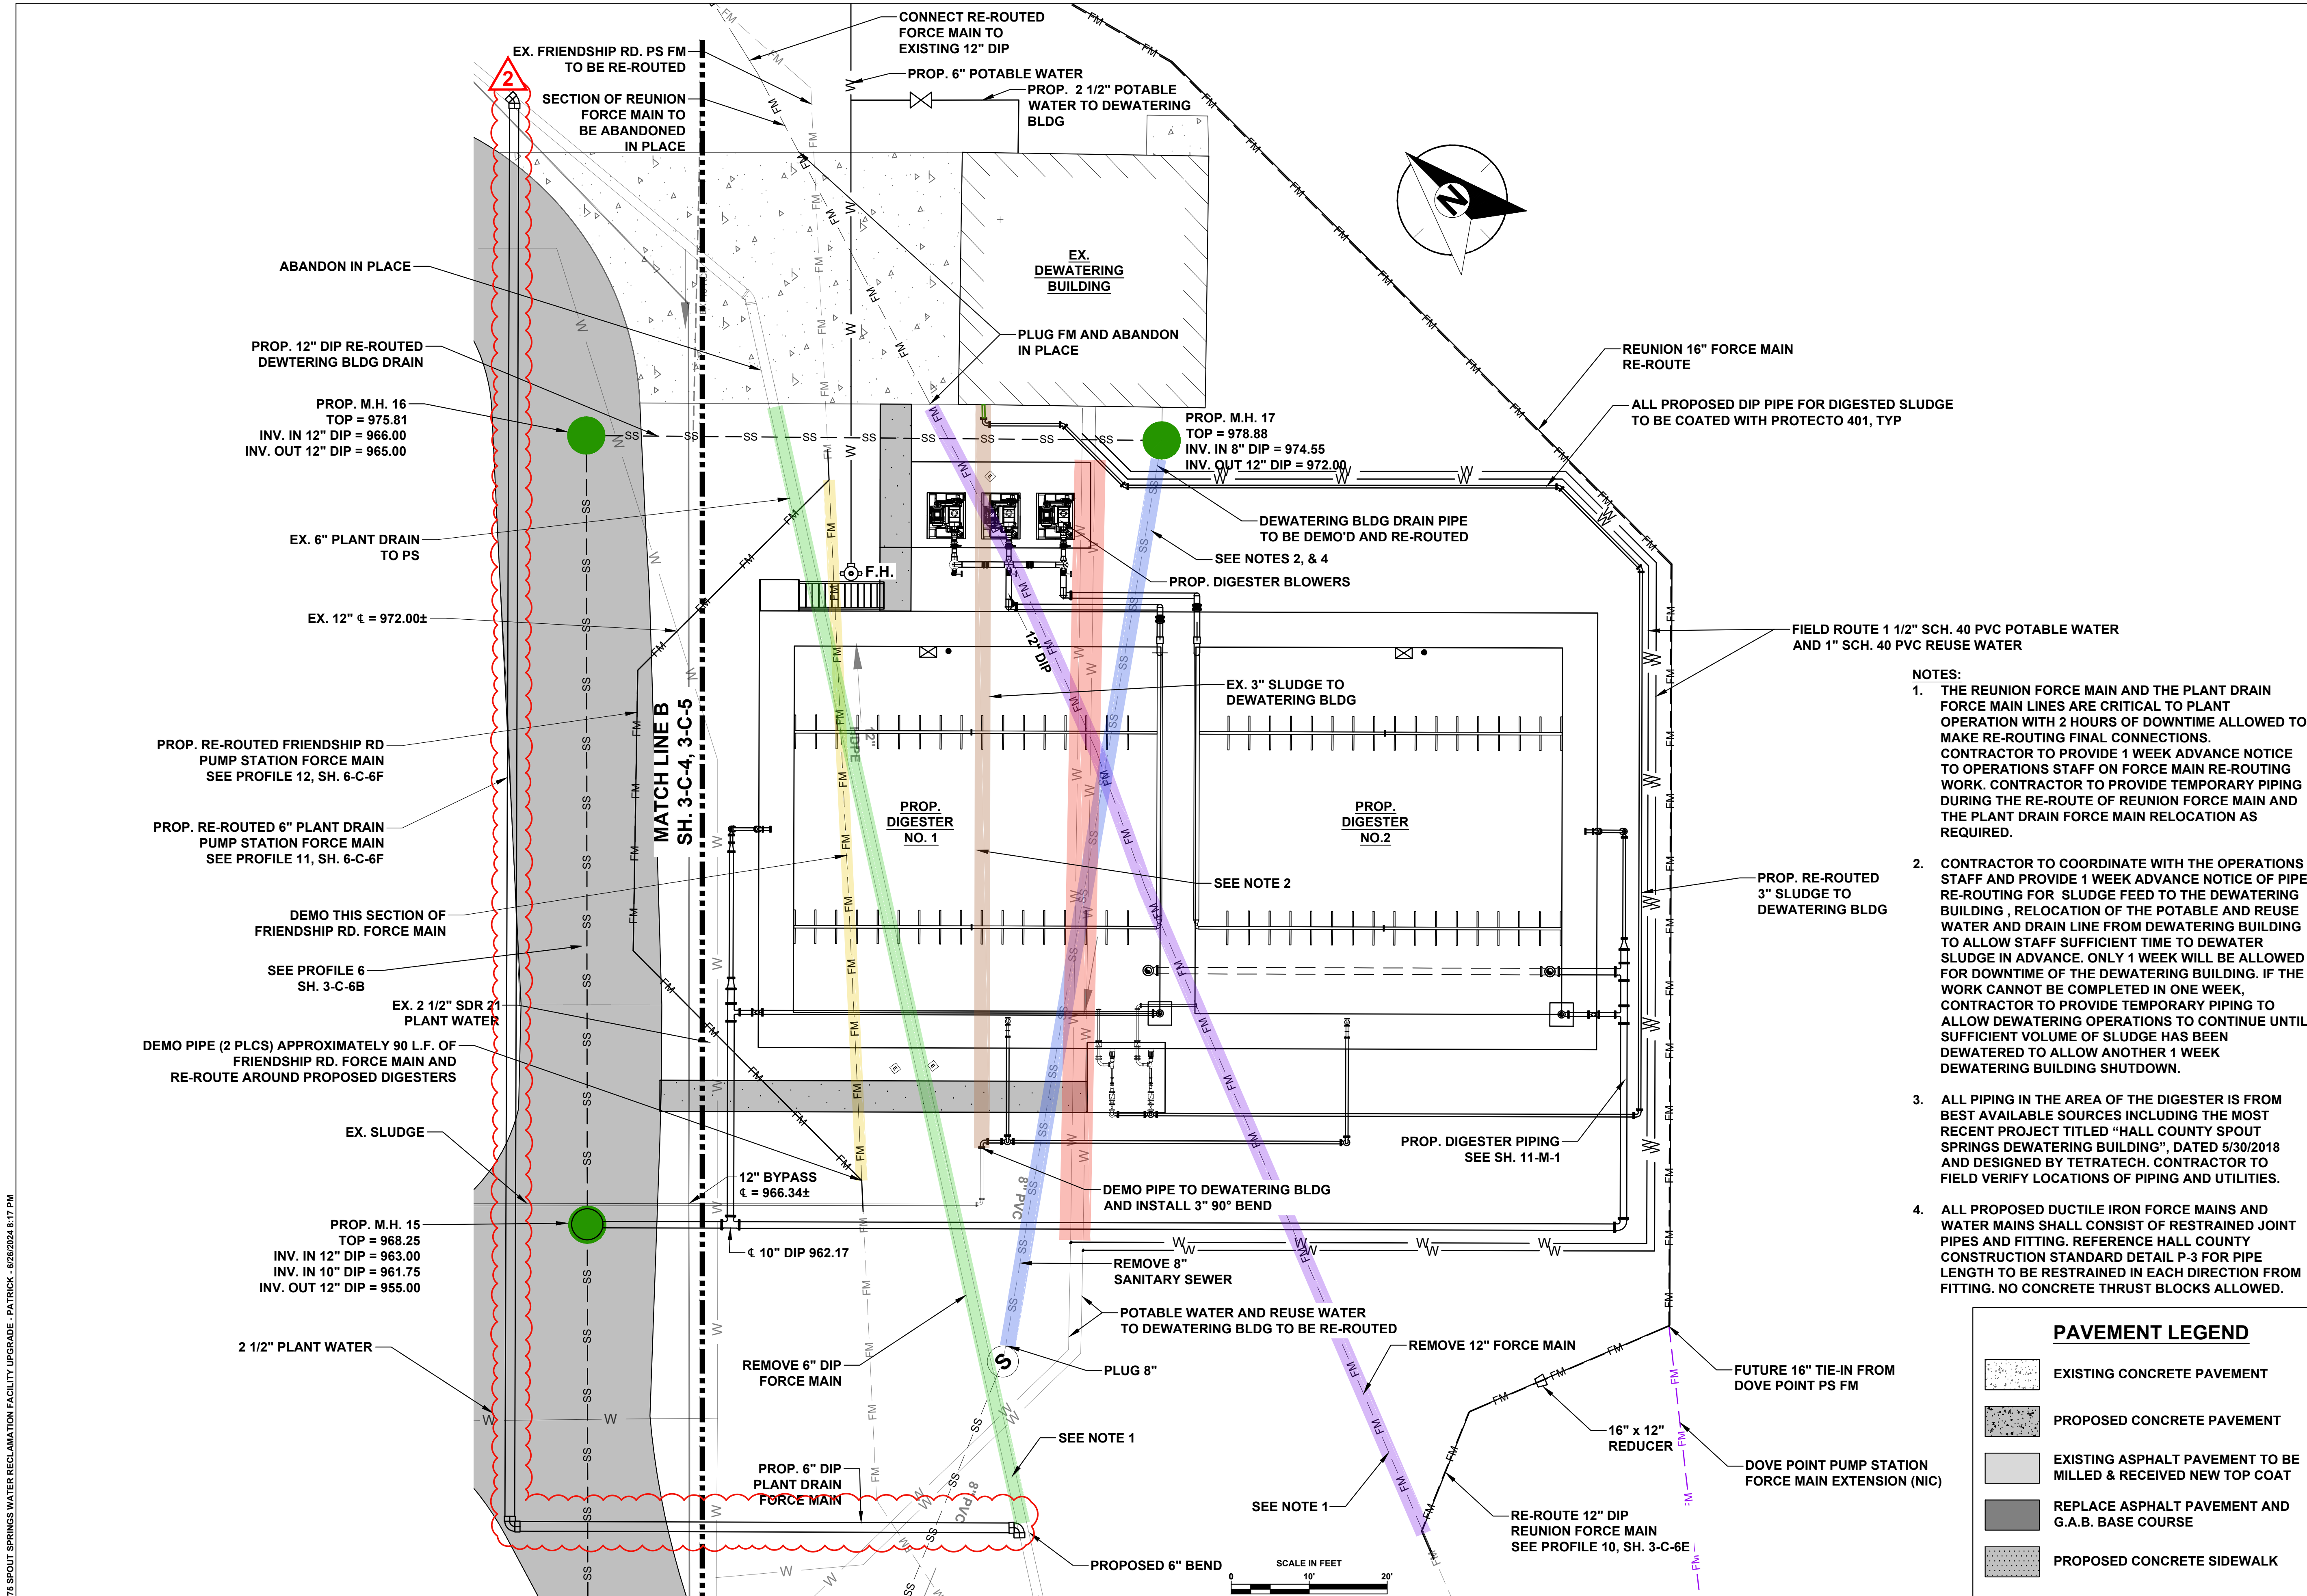 CONNECT RE-ROUTED
FORCE MAIN TO
EXISTING 12" DIP
EX. FRIENDSHIP RD. PS FM
TO BE RE-ROUTED
2
PROP. 6" POTABLE WATER
PROP. 2 1/2" POTABLE
WATER TO DEWATERING
BLDG
SECTION OF REUNION
FORCE MAIN TO
BE ABANDONED
IN PLACE
N
EX.
DEWATERING
BUILDING
ABANDON IN PLACE
PLUG FM AND ABANDON
IN PLACE
PROP. 12" DIP RE-ROUTED
DEWTERING BLDG DRAIN
REUNION 16" FORCE MAIN
RE-ROUTE
ALL PROPOSED DIP PIPE FOR DIGESTED SLUDGE
TO BE COATED WITH PROTECTO 401, TYP
PROP. M.H. 16
TOP = 975.81
INV. IN 12" DIP = 966.00
INV. OUT 12" DIP = 965.00
PROP. M.H. 17
TOP = 978.88
INV. IN 8" DIP = 974.55
INV. OUT 12" DIP = 972.00
EX. 6" PLANT DRAIN
TO PS
DEWATERING BLDG DRAIN PIPE
TO BE DEMO'D AND RE-ROUTED
SEE NOTES 2, & 4
PROP. DIGESTER BLOWERS
F.H.
EX. 12" ℄ = 972.00±
12" DIP
FIELD ROUTE 1 1/2" SCH. 40 PVC POTABLE WATER
AND 1" SCH. 40 PVC REUSE WATER
EX. 3" SLUDGE TO
DEWATERING BLDG
MATCH LINE B
SH. 3-C-4, 3-C-5
12"
HDPE
PROP. RE-ROUTED FRIENDSHIP RD
PUMP STATION FORCE MAIN
SEE PROFILE 12, SH. 6-C-6F
PROP. RE-ROUTED 6" PLANT DRAIN
PUMP STATION FORCE MAIN
SEE PROFILE 11, SH. 6-C-6F
PROP.
DIGESTER
NO. 1
PROP.
DIGESTER
NO.2
SEE NOTE 2
PROP. RE-ROUTED
3" SLUDGE TO
DEWATERING BLDG
DEMO THIS SECTION OF
FRIENDSHIP RD. FORCE MAIN
SEE PROFILE 6
SH. 3-C-6B
EX. 2 1/2" SDR 21
PLANT WATER
DEMO PIPE (2 PLCS) APPROXIMATELY 90 L.F. OF
FRIENDSHIP RD. FORCE MAIN AND
RE-ROUTE AROUND PROPOSED DIGESTERS
EX. SLUDGE
12" BYPASS
℄ = 966.34±
PROP. DIGESTER PIPING
SEE SH. 11-M-1
DEMO PIPE TO DEWATERING BLDG
AND INSTALL 3" 90° BEND
8" PVC
PROP. M.H. 15
TOP = 968.25
INV. IN 12" DIP = 963.00
INV. IN 10" DIP = 961.75
INV. OUT 12" DIP = 955.00
℄ 10" DIP 962.17
REMOVE 8"
SANITARY SEWER
POTABLE WATER AND REUSE WATER
TO DEWATERING BLDG TO BE RE-ROUTED
2 1/2" PLANT WATER
REMOVE 6" DIP
FORCE MAIN
S
PLUG 8"
REMOVE 12" FORCE MAIN
FUTURE 16" TIE-IN FROM
DOVE POINT PS FM
16" x 12"
REDUCER
SEE NOTE 1
DOVE POINT PUMP STATION
FORCE MAIN EXTENSION (NIC)
PROP. 6" DIP
PLANT DRAIN
FORCE MAIN
8" PVC
SEE NOTE 1
RE-ROUTE 12" DIP
REUNION FORCE MAIN
SEE PROFILE 10, SH. 3-C-6E
PROPOSED 6" BEND
SCALE IN FEET
0 10' 20'
NOTES:
1. THE REUNION FORCE MAIN AND THE PLANT DRAIN
FORCE MAIN LINES ARE CRITICAL TO PLANT
OPERATION WITH 2 HOURS OF DOWNTIME ALLOWED TO
MAKE RE-ROUTING FINAL CONNECTIONS.
CONTRACTOR TO PROVIDE 1 WEEK ADVANCE NOTICE
TO OPERATIONS STAFF ON FORCE MAIN RE-ROUTING
WORK. CONTRACTOR TO PROVIDE TEMPORARY PIPING
DURING THE RE-ROUTE OF REUNION FORCE MAIN AND
THE PLANT DRAIN FORCE MAIN RELOCATION AS
REQUIRED.
2. CONTRACTOR TO COORDINATE WITH THE OPERATIONS
STAFF AND PROVIDE 1 WEEK ADVANCE NOTICE OF PIPE
RE-ROUTING FOR SLUDGE FEED TO THE DEWATERING
BUILDING , RELOCATION OF THE POTABLE AND REUSE
WATER AND DRAIN LINE FROM DEWATERING BUILDING
TO ALLOW STAFF SUFFICIENT TIME TO DEWATER
SLUDGE IN ADVANCE. ONLY 1 WEEK WILL BE ALLOWED
FOR DOWNTIME OF THE DEWATERING BUILDING. IF THE
WORK CANNOT BE COMPLETED IN ONE WEEK,
CONTRACTOR TO PROVIDE TEMPORARY PIPING TO
ALLOW DEWATERING OPERATIONS TO CONTINUE UNTIL
SUFFICIENT VOLUME OF SLUDGE HAS BEEN
DEWATERED TO ALLOW ANOTHER 1 WEEK
DEWATERING BUILDING SHUTDOWN.
3. ALL PIPING IN THE AREA OF THE DIGESTER IS FROM
BEST AVAILABLE SOURCES INCLUDING THE MOST
RECENT PROJECT TITLED “HALL COUNTY SPOUT
SPRINGS DEWATERING BUILDING”, DATED 5/30/2018
AND DESIGNED BY TETRATECH. CONTRACTOR TO
FIELD VERIFY LOCATIONS OF PIPING AND UTILITIES.
4. ALL PROPOSED DUCTILE IRON FORCE MAINS AND
WATER MAINS SHALL CONSIST OF RESTRAINED JOINT
PIPES AND FITTING. REFERENCE HALL COUNTY
CONSTRUCTION STANDARD DETAIL P-3 FOR PIPE
LENGTH TO BE RESTRAINED IN EACH DIRECTION FROM
FITTING. NO CONCRETE THRUST BLOCKS ALLOWED.
PAVEMENT LEGEND
EXISTING CONCRETE PAVEMENT
PROPOSED CONCRETE PAVEMENT
EXISTING ASPHALT PAVEMENT TO BE
MILLED & RECEIVED NEW TOP COAT
REPLACE ASPHALT PAVEMENT AND
G.A.B. BASE COURSE
PROPOSED CONCRETE SIDEWALK
75 SPOUT SPRINGS WATER RECLAMATION FACILITY UPGRADE - PATRICK - 6/26/2024 8:17 PM